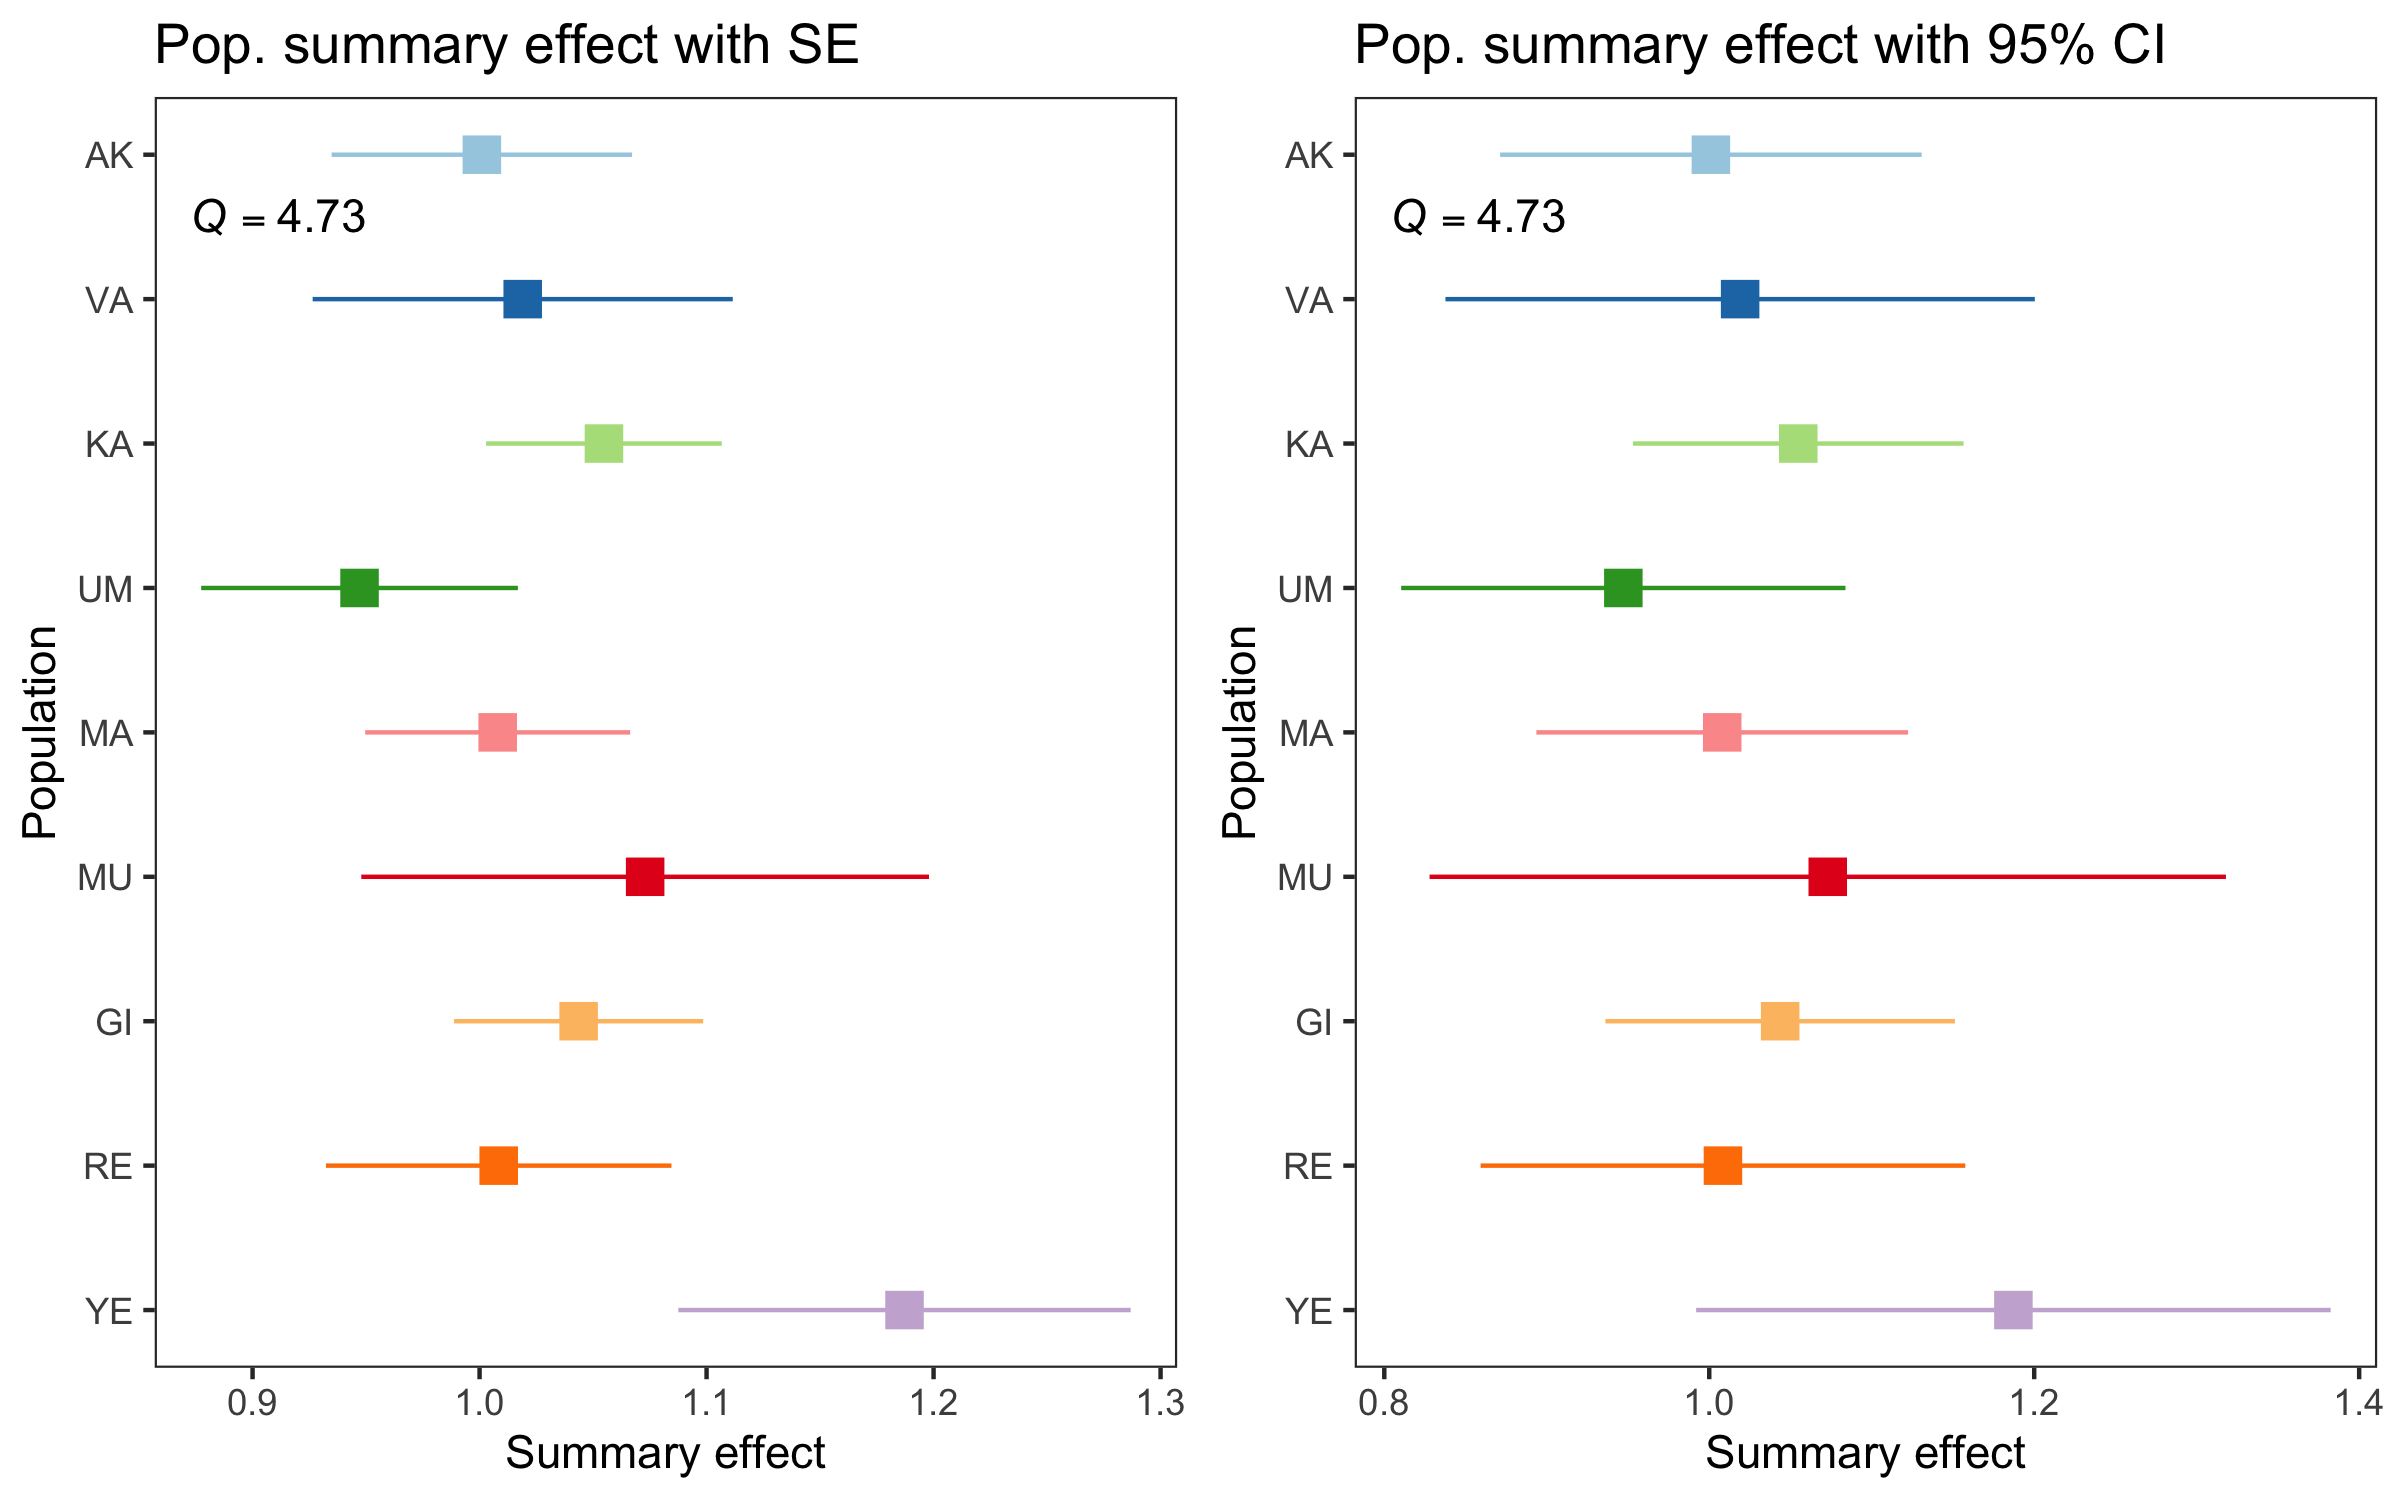 Pop. summary effect with SE
AK
Q = 4.73
VA
KA
UM
MA
MU
GI
RE
YE
Population
0.9 1.0 1.1 1.2 1.3
Summary effect
Pop. summary effect with 95% CI
AK
Q = 4.73
VA
KA
UM
MA
MU
GI
RE
YE
Population
0.8 1.0 1.2 1.4
Summary effect